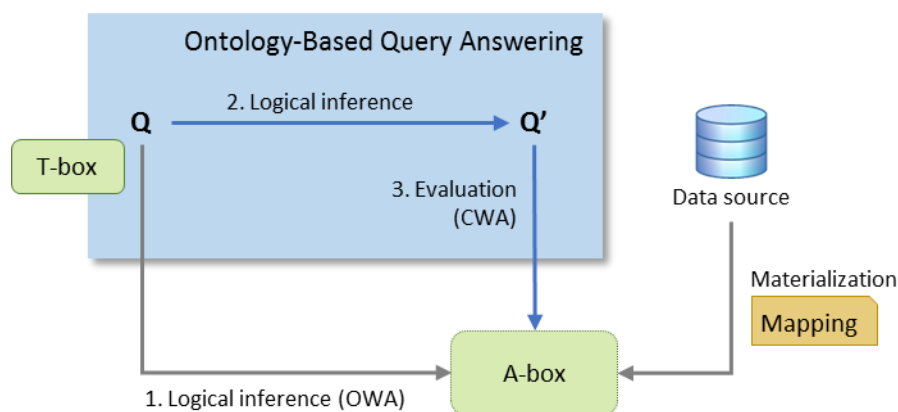 Ontology-Based Query Answering
2. Logical inference
Q
Q’
T-box
3. Evaluation
(CWA)
Data source
Materialization
Mapping
A-box
1. Logical inference (OWA)